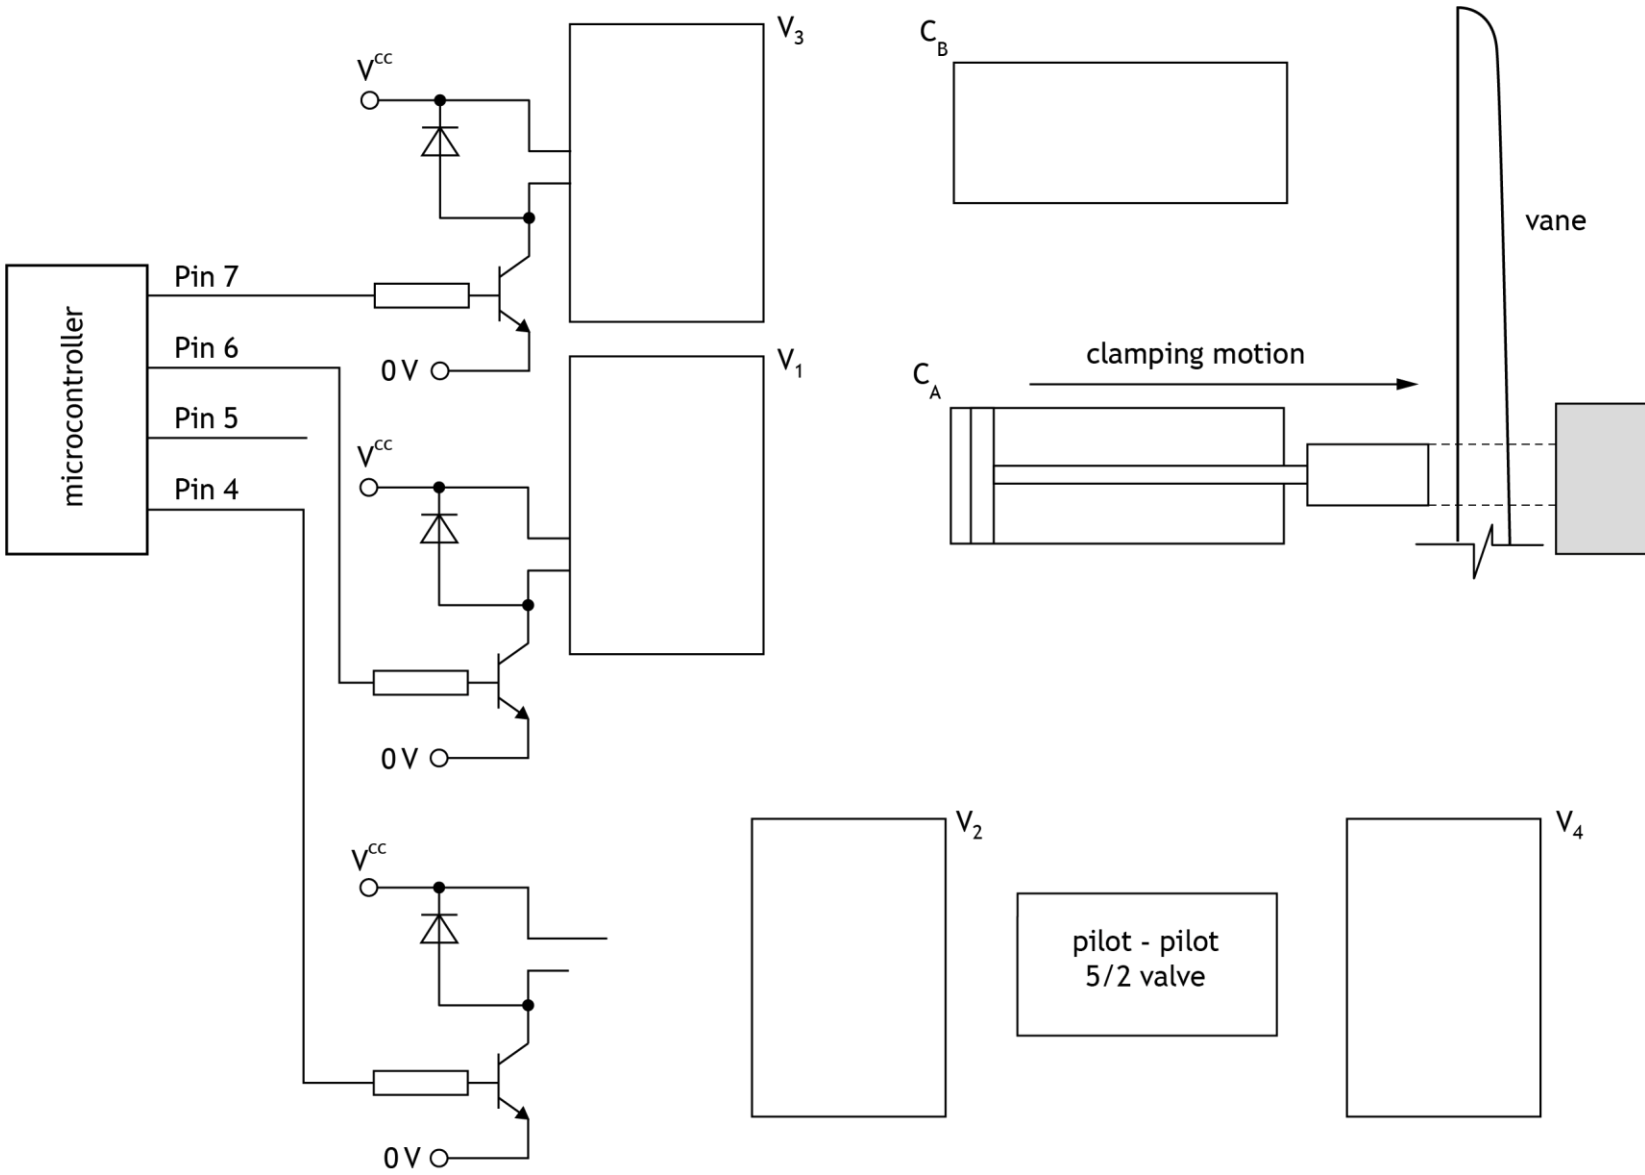 V3
CB
Vcc
vane
Pin 7
Pin 6
Pin 5
Pin 4
microcontroller
0 V
V1
clamping motion
CA
Vcc
0 V
V2
V4
Vcc
pilot - pilot
5/2 valve
0 V